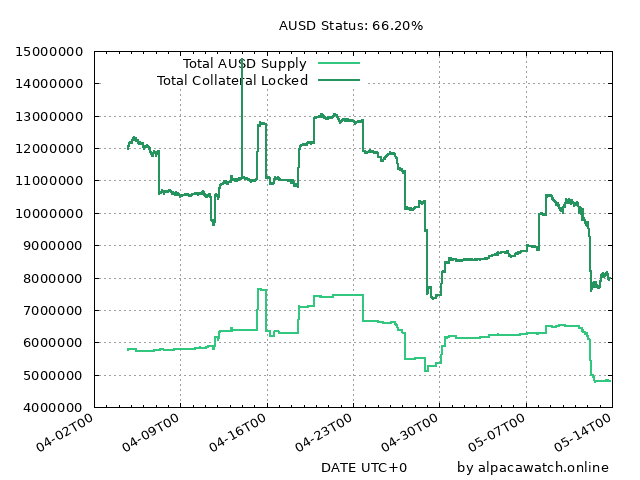 AUSD Status: 66.20%
15000000
Total AUSD Supply
14000000
Total Collateral Locked
13000000
12000000
11000000
10000000
9000000
8000000
7000000
6000000
5000000
4000000
04-02T00
04-09T00
04-16T00
04-23T00
04-30T00
05-07T00
05-14T00
DATE UTC+0
by alpacawatch.online